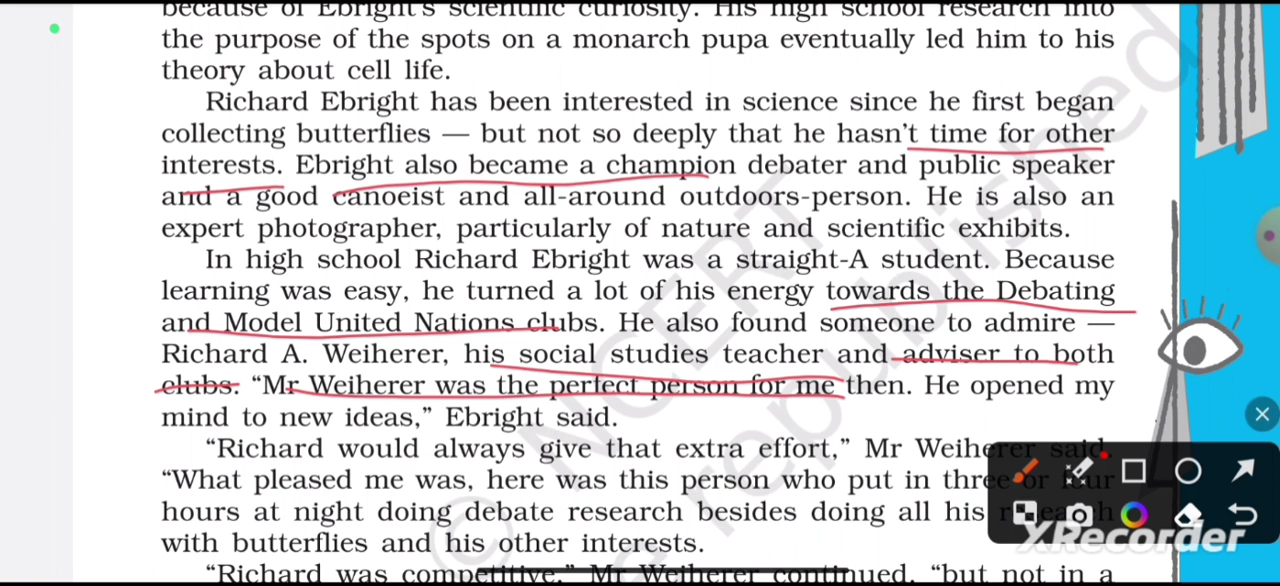 because of Ebright's scientific curiosity. His high school research into
the purpose of the spots on a monarch pupa eventually led him to his
theory about cell life.
Richard Ebright has been interested in science since he first began
collecting butterflies — but not so deeply that he hasn't time for other
interests. Ebright also became a champion debater and public speaker
and a good canoeist and all-around outdoors-person. He is also an
expert photographer, particularly of nature and scientific exhibits.
In high school Richard Ebright was a straight-A student. Because
learning was easy, he turned a lot of his energy towards the Debating
and Model United Nations clubs. He also found someone to admire —
Richard A. Weiherer, his social studies teacher and adviser to both
clubs. “Mr Weiherer was the perfect person for me then. He opened my
mind to new ideas,” Ebright said.
“Richard would always give that extra effort,” Mr Weiherer said.
“What pleased me was, here was this person who put in three or four
hours at night doing debate research besides doing all his research
with butterflies and his other interests.
“Richard was competitive,” Mr Weiherer continued, “but not in a
© NCERT
republished
XRecorder